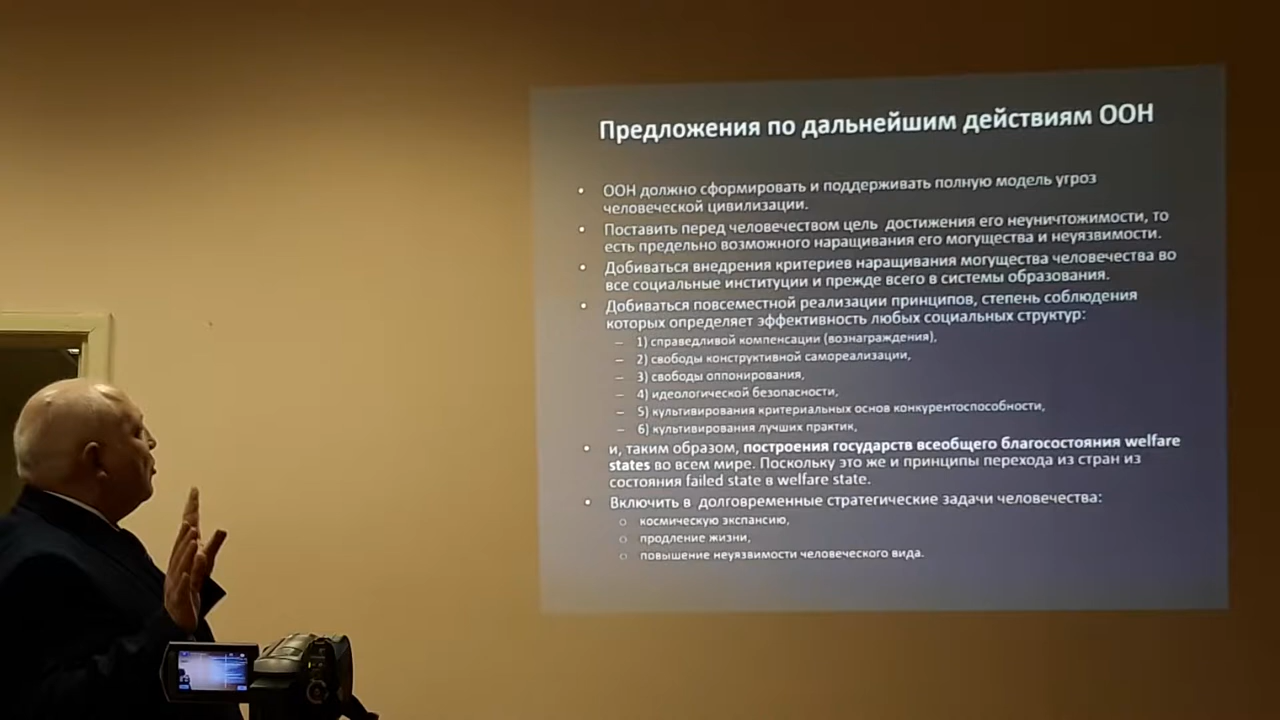 Предложения по дальнейшим действиям ООН
• ООН должно сформировать и поддерживать полную модель угроз
человеческой цивилизации.
• Поставить перед человечеством цель достижения его неуничтожимости, то
есть предельно возможного наращивания его могущества и неуязвимости.
• Добиваться внедрения критериев наращивания могущества человечества во
все социальные институции и прежде всего в системы образования.
• Добиваться повсеместной реализации принципов, степень соблюдения
которых определяет эффективность любых социальных структур:
– 1) справедливой компенсации (вознаграждения),
– 2) свободы конструктивной самореализации,
– 3) свободы оппонирования,
– 4) идеологической безопасности,
– 5) культивирования критериальных основ конкурентоспособности,
– 6) культивирования лучших практик,
• и, таким образом, построения государств всеобщего благосостояния welfare
states во всем мире. Поскольку это же и принципы перехода из стран из
состояния failed state в welfare state.
• Включить в долговременные стратегические задачи человечества:
o космическую экспансию,
o продление жизни,
o повышение неуязвимости человеческого вида.